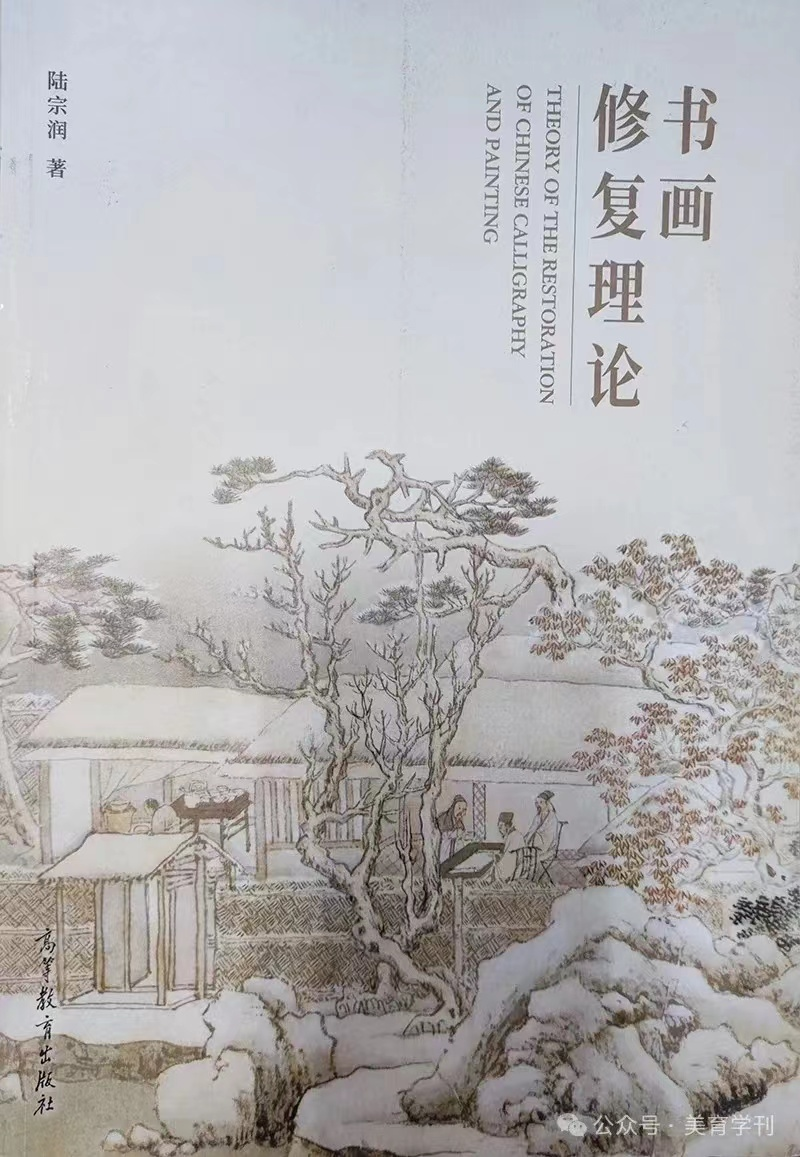 书画
修复理论
THEORY OF THE RESTORATION
OF CHINESE CALLIGRAPHY
AND PAINTING
陆宗润 著
高等教育出版社
公众号·美育学刊